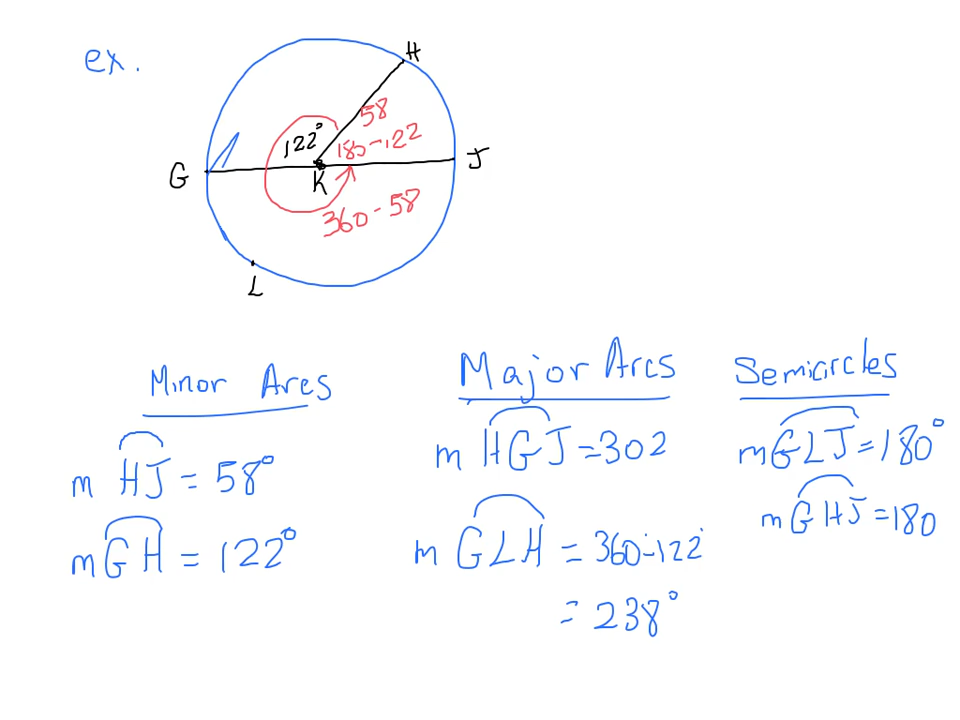 ex.
H
58
122°
180-122
G
J
K
360-58
L
Minor Arcs
m HJ = 58°
m GH = 122°
Major Arcs
m HGJ = 302
m GLH = 360-122
= 238°
Semicircles
m GLJ = 180°
m GHJ = 180